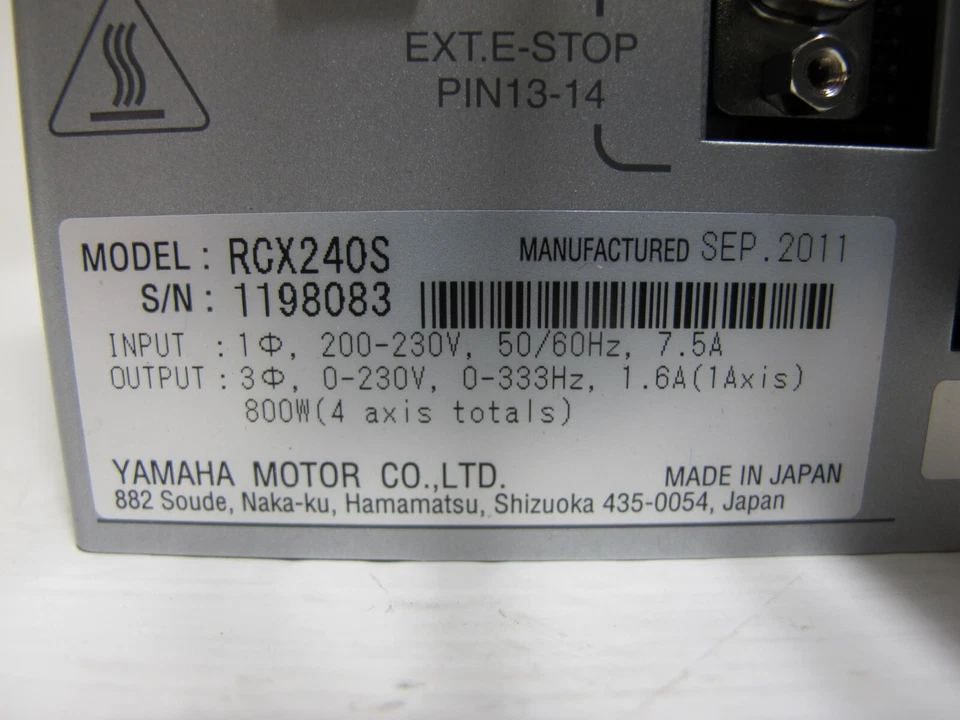 EXT.E-STOP
PIN13-14
MODEL : RCX240S MANUFACTURED SEP.2011
S/N : 1198083
INPUT : 1Φ, 200-230V, 50/60Hz, 7.5A
OUTPUT : 3Φ, 0-230V, 0-333Hz, 1.6A(1Axis)
800W(4 axis totals)
YAMAHA MOTOR CO.,LTD. MADE IN JAPAN
882 Soude, Naka-ku, Hamamatsu, Shizuoka 435-0054, Japan